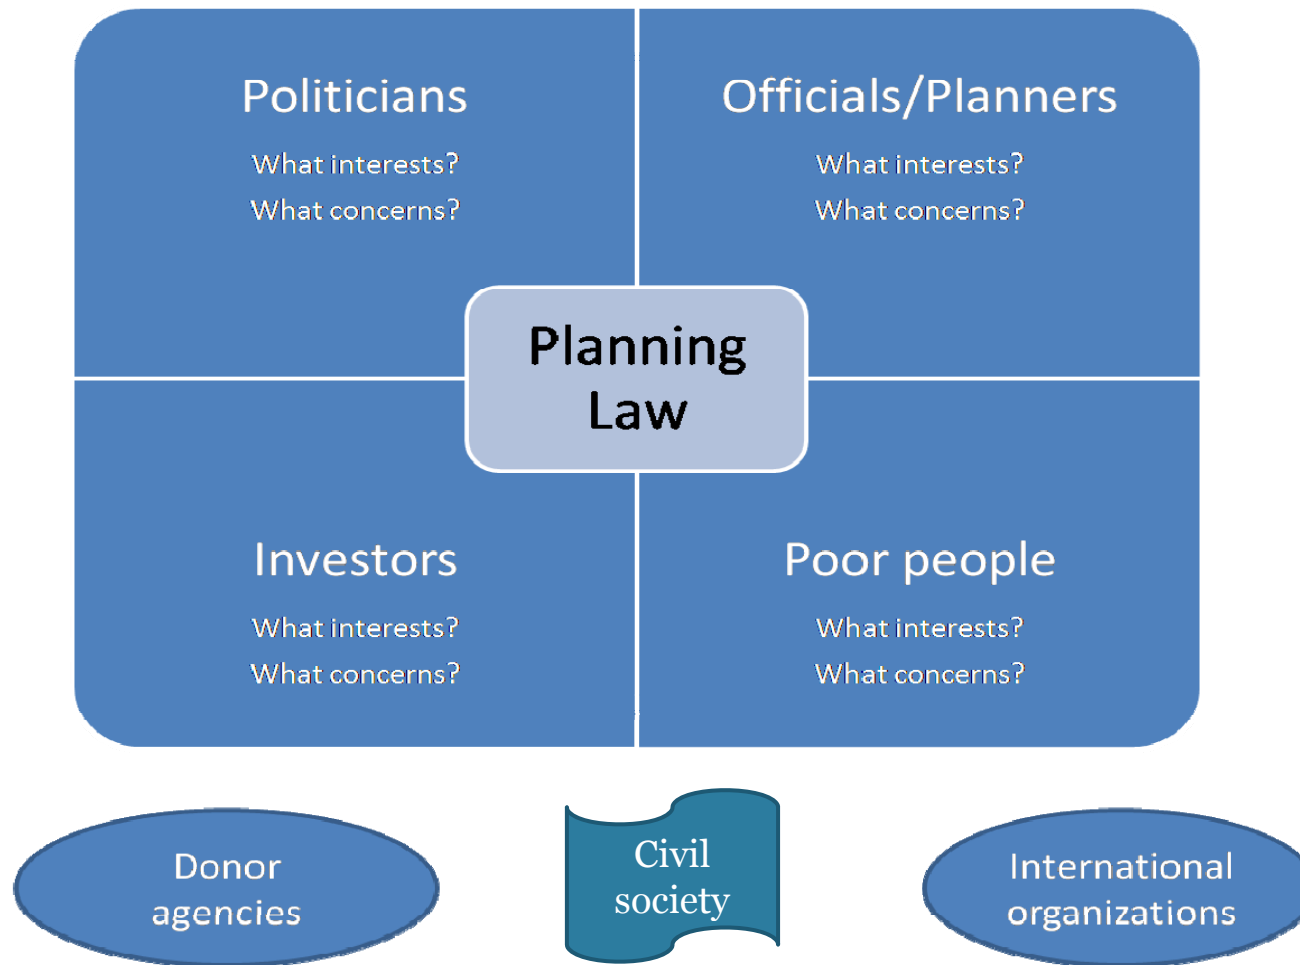 Politicians
What interests?
What concerns?
Officials/Planners
What interests?
What concerns?
Planning
Law
Investors
What interests?
What concerns?
Poor people
What interests?
What concerns?
Donor
agencies
Civil
society
International
organizations